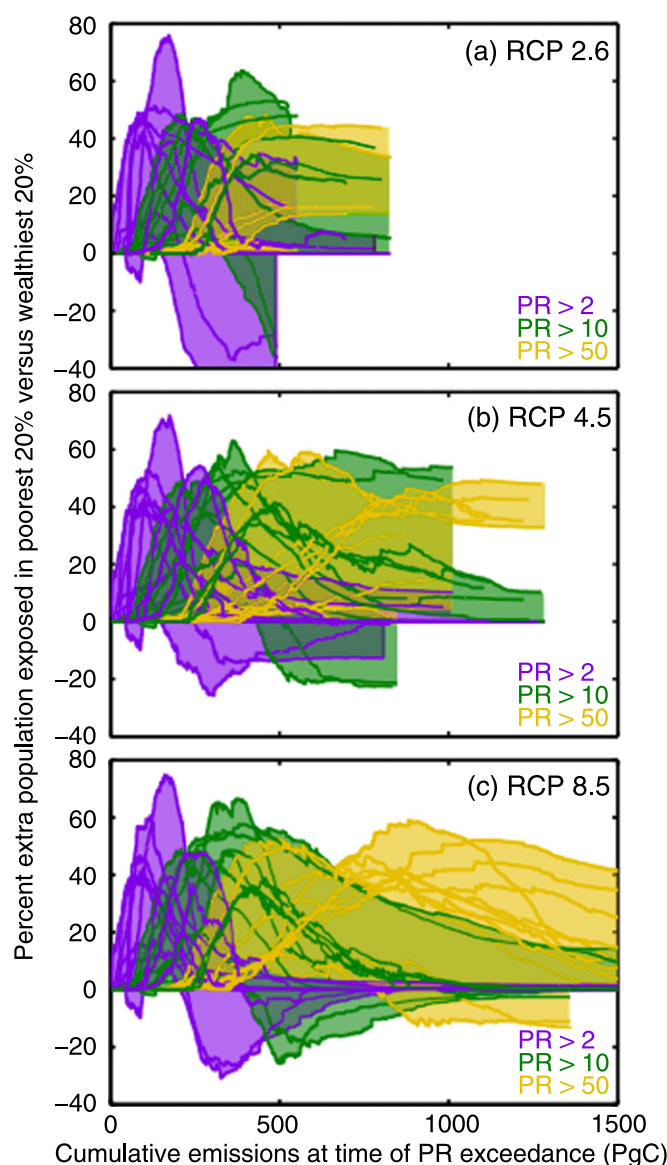 Percent extra population exposed in poorest 20% versus wealthiest 20%
80
(a) RCP 2.6
60
40
20
0
−20
PR > 2
PR > 10
PR > 50
−40
(b) RCP 4.5
60
40
20
0
−20
PR > 2
PR > 10
PR > 50
−40
80
(c) RCP 8.5
60
40
20
0
−20
PR > 2
PR > 10
PR > 50
−40
0 500 1000 1500
Cumulative emissions at time of PR exceedance (PgC)